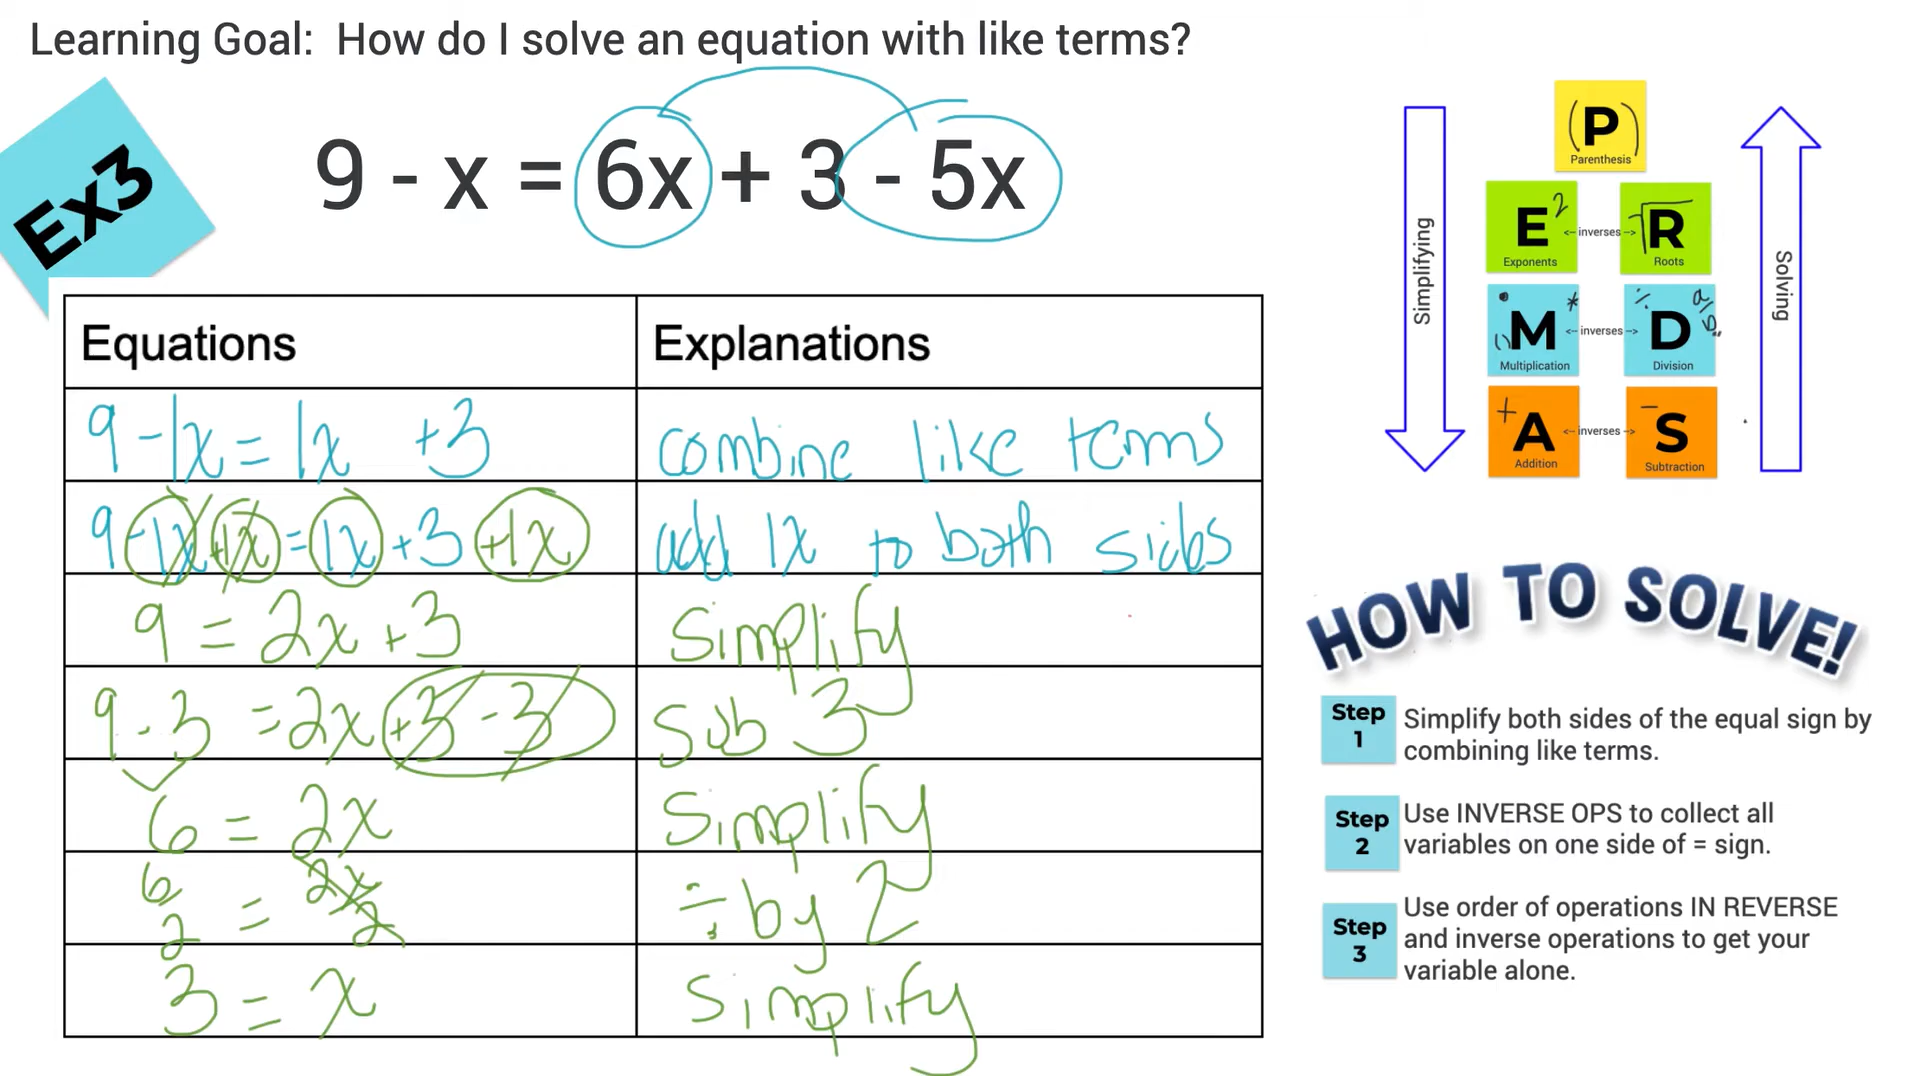 Learning Goal: How do I solve an equation with like terms?
Ex3
9 - x = 6x + 3 - 5x
Equations
Explanations
9 -1x = 1x +3
combine like terms
9 -1x +1x = 1x +3 +1x
add 1x to both sides
9 = 2x +3
Simplify
9 - 3 = 2x +3 - 3
Sub 3
6 = 2x
Simplify
6/2 = 2x/2
÷ by 2
3 = x
Simplify
Simplifying
(P)
Parenthesis
E 2
Exponents
<-- inverses -->
√R
Roots
• * () M
Multiplication
<-- inverses -->
÷ a/b D
Division
+ A
Addition
<-- inverses -->
− S
Subtraction
Solving
HOW TO SOLVE!
Step 1
Simplify both sides of the equal sign by
combining like terms.
Step 2
Use INVERSE OPS to collect all
variables on one side of = sign.
Step 3
Use order of operations IN REVERSE
and inverse operations to get your
variable alone.